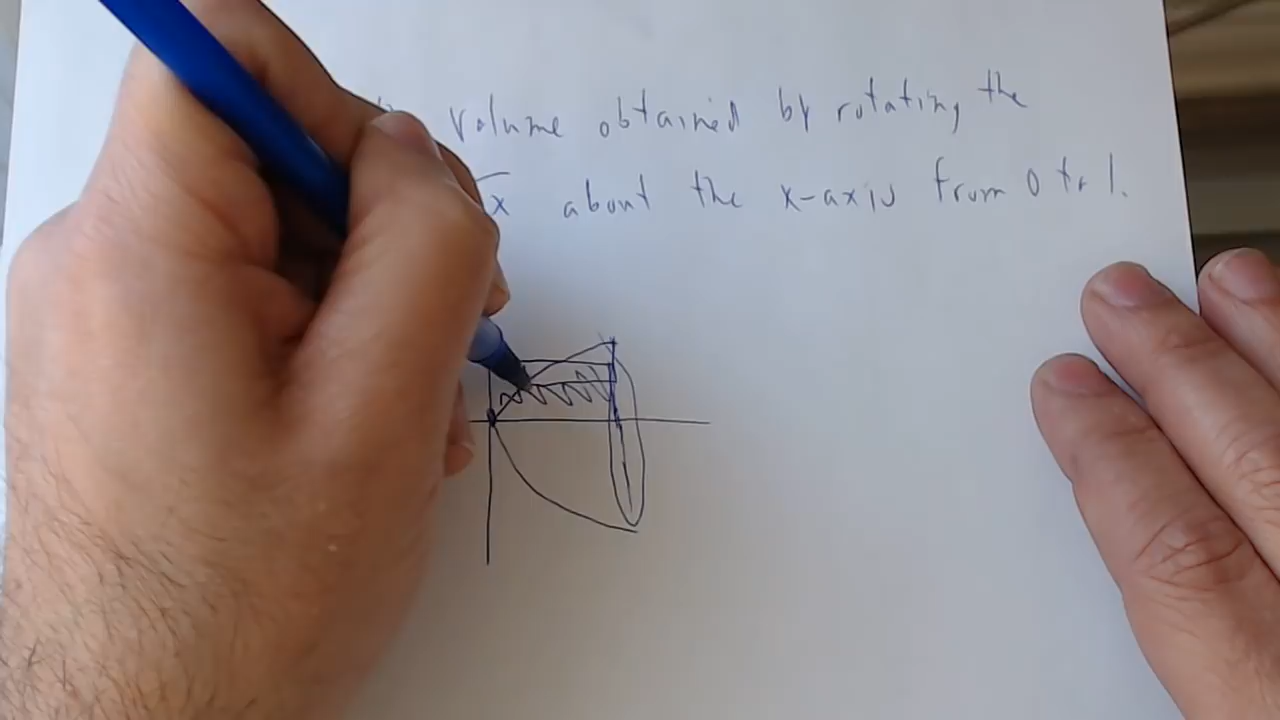 volume obtained by rotating the
√x about the x-axis from 0 to 1.